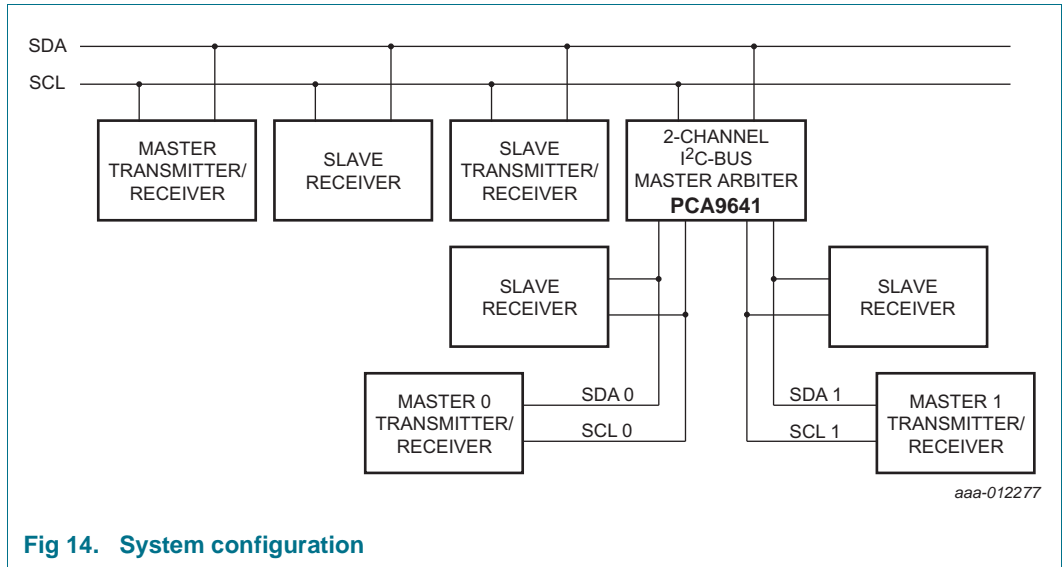 SDA
SCL
MASTER
TRANSMITTER/
RECEIVER
SLAVE
RECEIVER
SLAVE
TRANSMITTER/
RECEIVER
2-CHANNEL
I²C-BUS
MASTER ARBITER
PCA9641
SLAVE
RECEIVER
SLAVE
RECEIVER
MASTER 0
TRANSMITTER/
RECEIVER
SDA 0
SCL 0
SDA 1
SCL 1
MASTER 1
TRANSMITTER/
RECEIVER
aaa-012277
Fig 14. System configuration